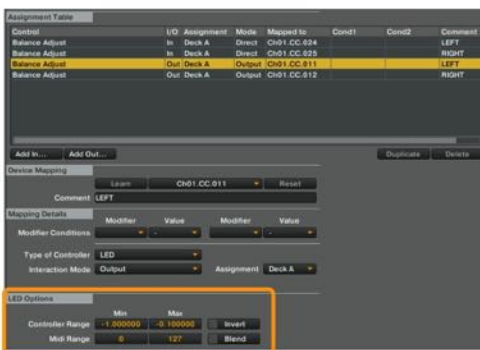 Assignment Table
Control I/O Assignment Mode Mapped to Cond1 Cond2 Comment
Balance Adjust In Deck A Direct Ch01.CC.024 LEFT
Balance Adjust In Deck A Direct Ch01.CC.025 RIGHT
Balance Adjust Out Deck A Output Ch01.CC.011 LEFT
Balance Adjust Out Deck A Output Ch01.CC.012 RIGHT
Add In... Add Out... Duplicate Delete
Device Mapping
Learn Ch01.CC.011 Reset
Comment LEFT
Mapping Details
Modifier Value Modifier Value
Modifier Conditions - -
Type of Controller LED
Interaction Mode Output Assignment Deck A
LED Options
Min Max
Controller Range -1.000000 -0.100000 Invert
Midi Range 0 127 Blend